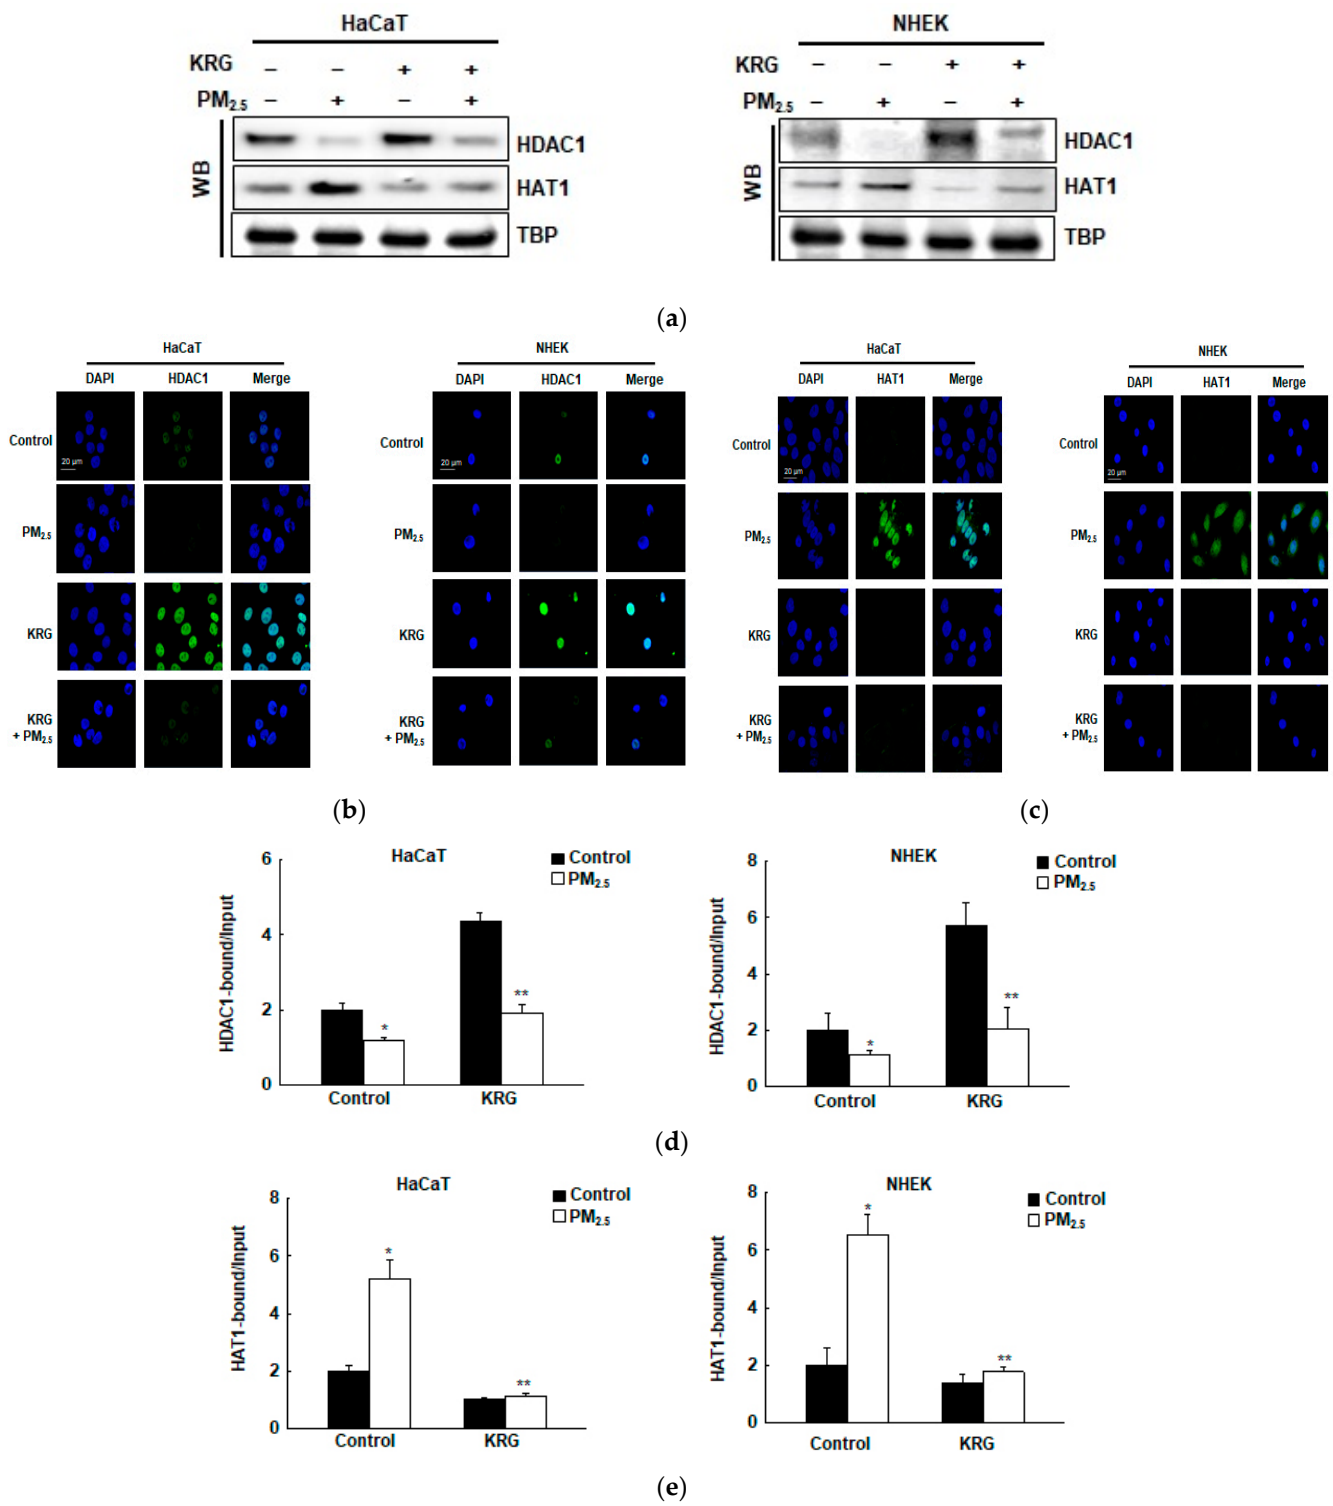 HaCaT
KRG − − + +
PM2.5 − + − +
WB
HDAC1
HAT1
TBP
NHEK
KRG − − + +
PM2.5 − + − +
WB
HDAC1
HAT1
TBP
(a)
HaCaT
DAPI HDAC1 Merge
Control
20 μm
PM2.5
KRG
KRG
+ PM2.5
NHEK
DAPI HDAC1 Merge
Control
20 μm
PM2.5
KRG
KRG
+ PM2.5
(b)
HaCaT
DAPI HAT1 Merge
Control
20 μm
PM2.5
KRG
KRG
+ PM2.5
NHEK
DAPI HAT1 Merge
Control
20 μm
PM2.5
KRG
KRG
+ PM2.5
(c)
HaCaT
Control
PM2.5
HDAC1-bound/Input
6
4
2
0
*
**
Control KRG
NHEK
Control
PM2.5
HDAC1-bound/Input
8
6
4
2
0
*
**
Control KRG
(d)
HaCaT
Control
PM2.5
HAT1-bound/Input
8
6
4
2
0
*
**
Control KRG
NHEK
Control
PM2.5
HAT1-bound/Input
8
6
4
2
0
*
**
Control KRG
(e)